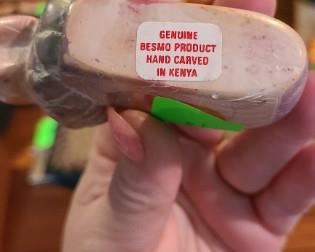 GENUINE
BESMO PRODUCT
HAND CARVED
IN KENYA